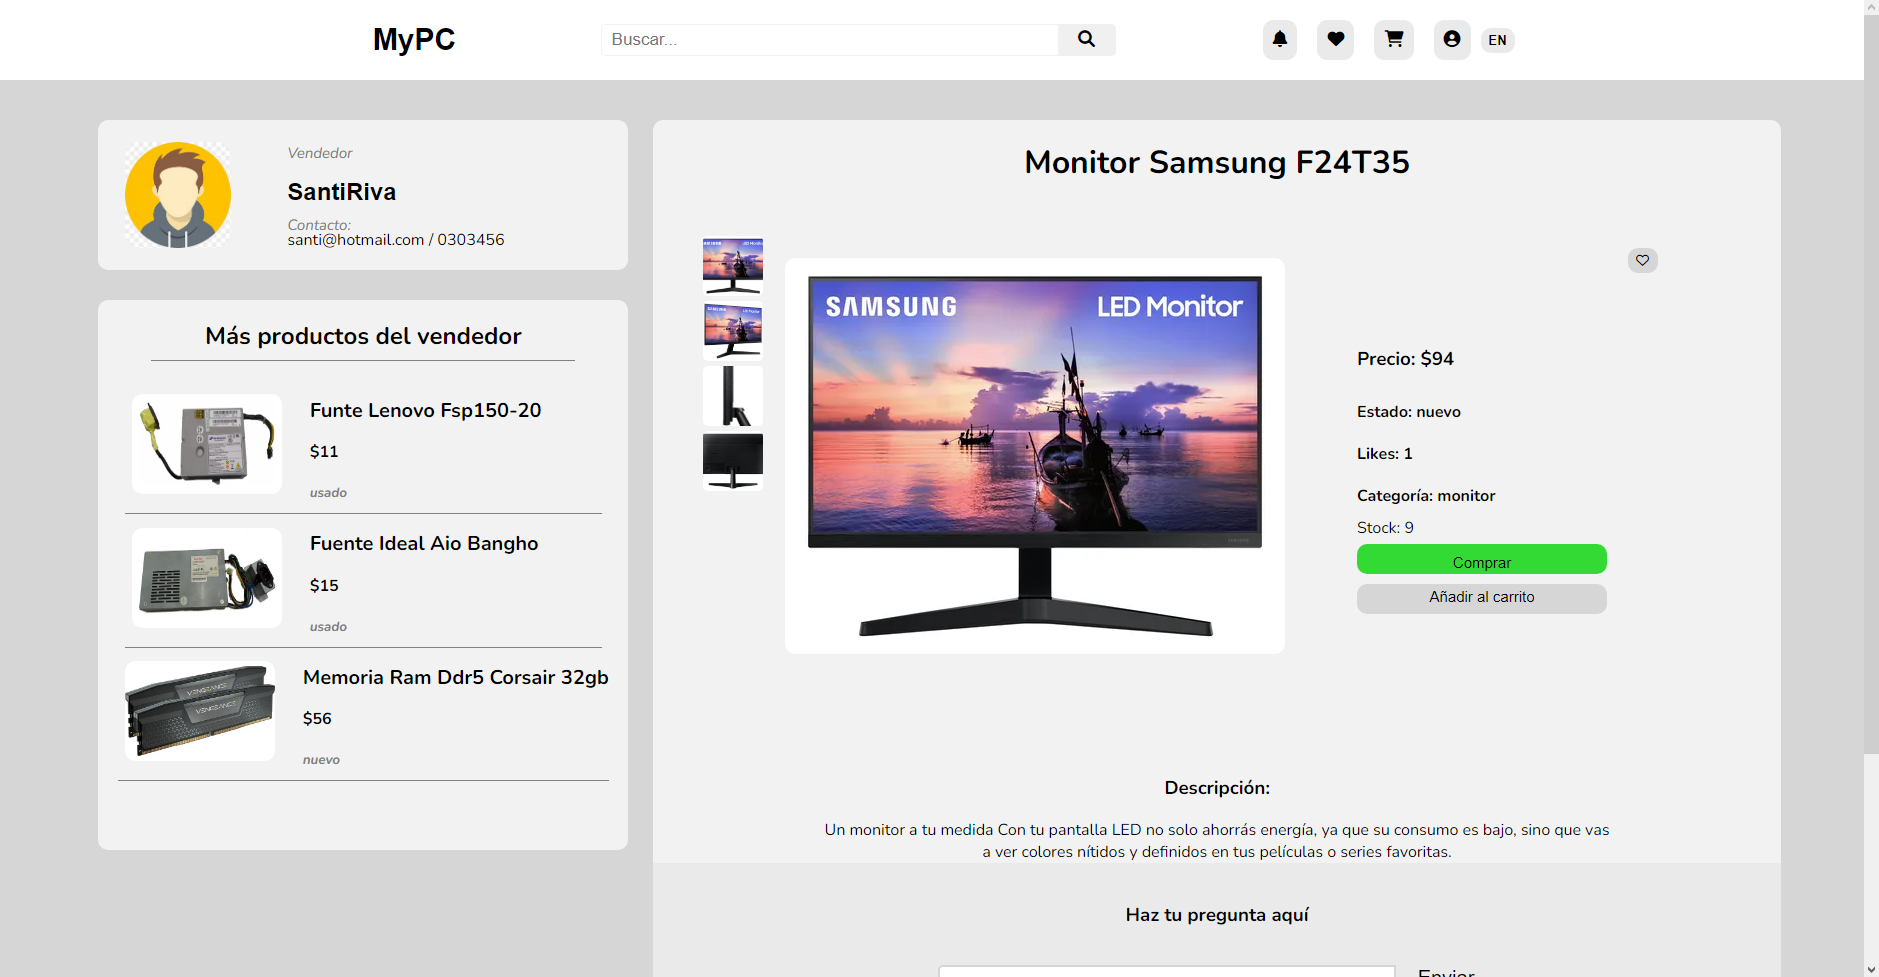 MyPC
Buscar...
EN
Vendedor
SantiRiva
Contacto:
santi@hotmail.com / 0303456
Más productos del vendedor
Funte Lenovo Fsp150-20
$11
usado
Fuente Ideal Aio Bangho
$15
usado
Memoria Ram Ddr5 Corsair 32gb
$56
nuevo
Monitor Samsung F24T35
SAMSUNG LED Monitor
Precio: $94
Estado: nuevo
Likes: 1
Categoría: monitor
Stock: 9
Comprar
Añadir al carrito
Descripción:
Un monitor a tu medida Con tu pantalla LED no solo ahorrás energía, ya que su consumo es bajo, sino que vas
a ver colores nítidos y definidos en tus películas o series favoritas.
Haz tu pregunta aquí
Enviar